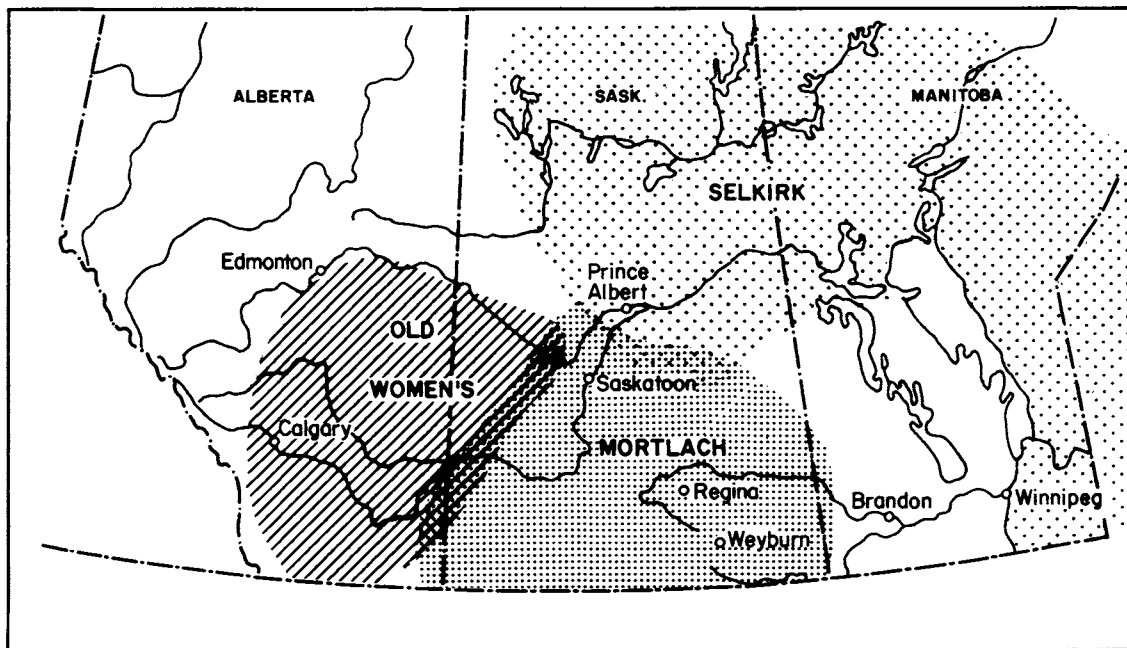 ALBERTA
SASK.
MANITOBA
SELKIRK
Edmonton
Prince
Albert
OLD
WOMEN'S
Saskatoon
Calgary
MORTLACH
Regina
Brandon
Winnipeg
Weyburn